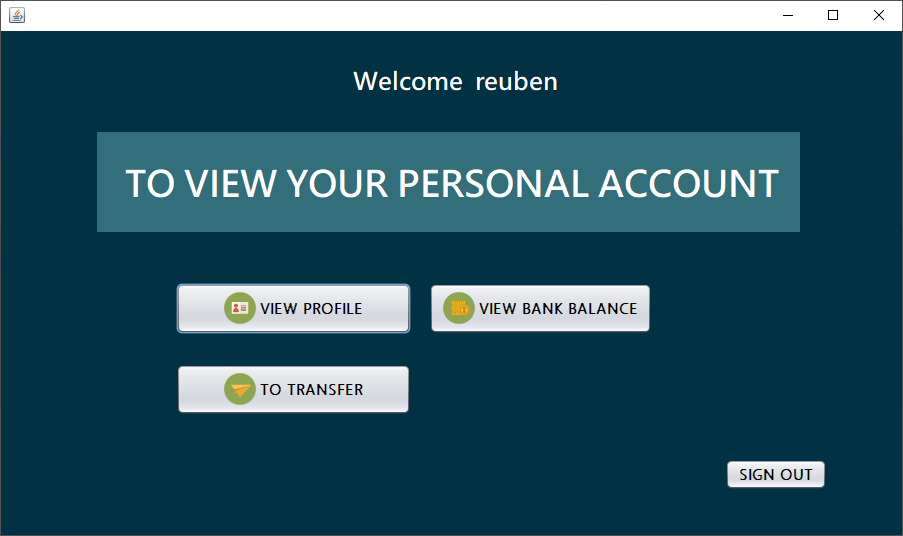 Welcome reuben
TO VIEW YOUR PERSONAL ACCOUNT
VIEW PROFILE
VIEW BANK BALANCE
TO TRANSFER
SIGN OUT